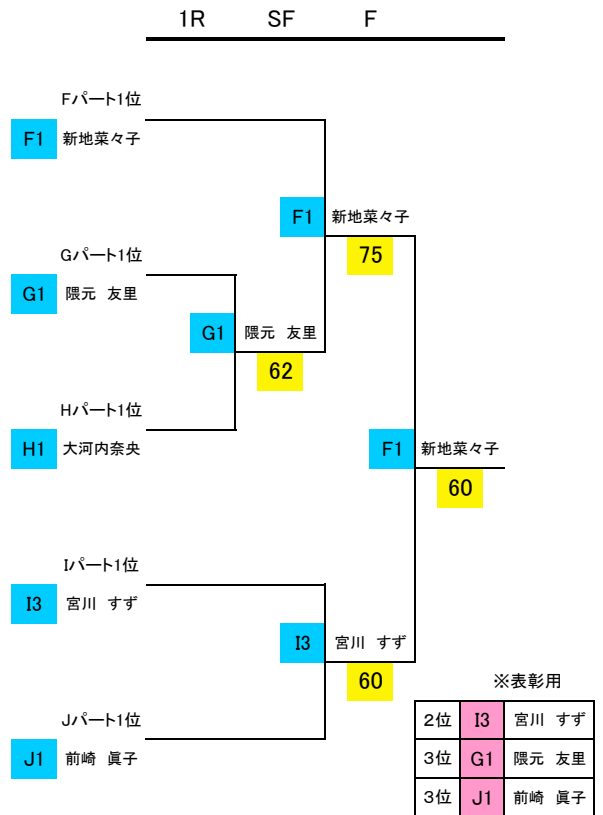 1R SF F
Fパート1位
F1 新地菜々子
F1 新地菜々子
75
Gパート1位
G1 隈元 友里
G1 隈元 友里
62
Hパート1位
H1 大河内奈央
F1 新地菜々子
60
Iパート1位
I3 宮川 すず
I3 宮川 すず
60
※表彰用
Jパート1位
J1 前崎 眞子
2位 I3 宮川 すず
3位 G1 隈元 友里
3位 J1 前崎 眞子